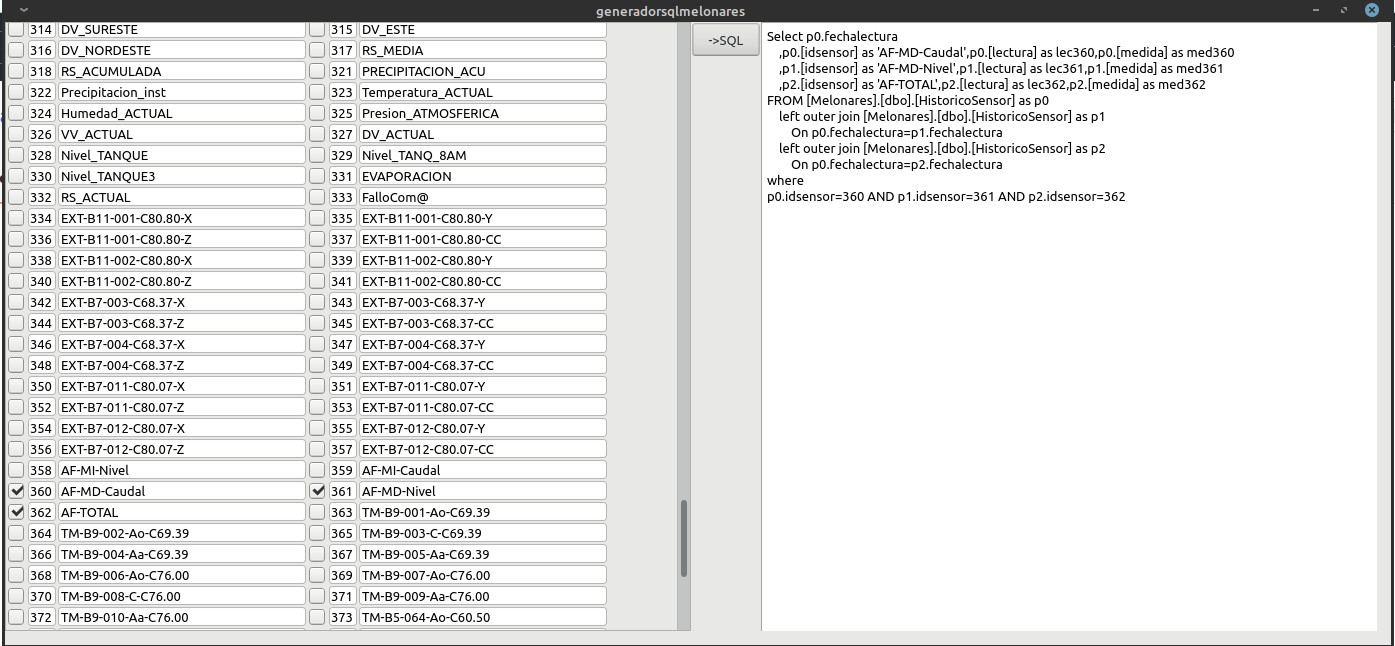 generadorsqlmelonares
314 DV_SURESTE 315 DV_ESTE
316 DV_NORDESTE 317 RS_MEDIA
318 RS_ACUMULADA 321 PRECIPITACION_ACU
322 Precipitacion_inst 323 Temperatura_ACTUAL
324 Humedad_ACTUAL 325 Presion_ATMOSFERICA
326 VV_ACTUAL 327 DV_ACTUAL
328 Nivel_TANQUE 329 Nivel_TANQ_8AM
330 Nivel_TANQUE3 331 EVAPORACION
332 RS_ACTUAL 333 FalloCom@
334 EXT-B11-001-C80.80-X 335 EXT-B11-001-C80.80-Y
336 EXT-B11-001-C80.80-Z 337 EXT-B11-001-C80.80-CC
338 EXT-B11-002-C80.80-X 339 EXT-B11-002-C80.80-Y
340 EXT-B11-002-C80.80-Z 341 EXT-B11-002-C80.80-CC
342 EXT-B7-003-C68.37-X 343 EXT-B7-003-C68.37-Y
344 EXT-B7-003-C68.37-Z 345 EXT-B7-003-C68.37-CC
346 EXT-B7-004-C68.37-X 347 EXT-B7-004-C68.37-Y
348 EXT-B7-004-C68.37-Z 349 EXT-B7-004-C68.37-CC
350 EXT-B7-011-C80.07-X 351 EXT-B7-011-C80.07-Y
352 EXT-B7-011-C80.07-Z 353 EXT-B7-011-C80.07-CC
354 EXT-B7-012-C80.07-X 355 EXT-B7-012-C80.07-Y
356 EXT-B7-012-C80.07-Z 357 EXT-B7-012-C80.07-CC
358 AF-MI-Nivel 359 AF-MI-Caudal
360 AF-MD-Caudal 361 AF-MD-Nivel
362 AF-TOTAL 363 TM-B9-001-Ao-C69.39
364 TM-B9-002-Ao-C69.39 365 TM-B9-003-C-C69.39
366 TM-B9-004-Aa-C69.39 367 TM-B9-005-Aa-C69.39
368 TM-B9-006-Ao-C76.00 369 TM-B9-007-Ao-C76.00
370 TM-B9-008-C-C76.00 371 TM-B9-009-Aa-C76.00
372 TM-B9-010-Aa-C76.00 373 TM-B5-064-Ao-C60.50
->SQL
Select p0.fechalectura
,p0.[idsensor] as 'AF-MD-Caudal',p0.[lectura] as lec360,p0.[medida] as med360
,p1.[idsensor] as 'AF-MD-Nivel',p1.[lectura] as lec361,p1.[medida] as med361
,p2.[idsensor] as 'AF-TOTAL',p2.[lectura] as lec362,p2.[medida] as med362
FROM [Melonares].[dbo].[HistoricoSensor] as p0
left outer join [Melonares].[dbo].[HistoricoSensor] as p1
On p0.fechalectura=p1.fechalectura
left outer join [Melonares].[dbo].[HistoricoSensor] as p2
On p0.fechalectura=p2.fechalectura
where
p0.idsensor=360 AND p1.idsensor=361 AND p2.idsensor=362